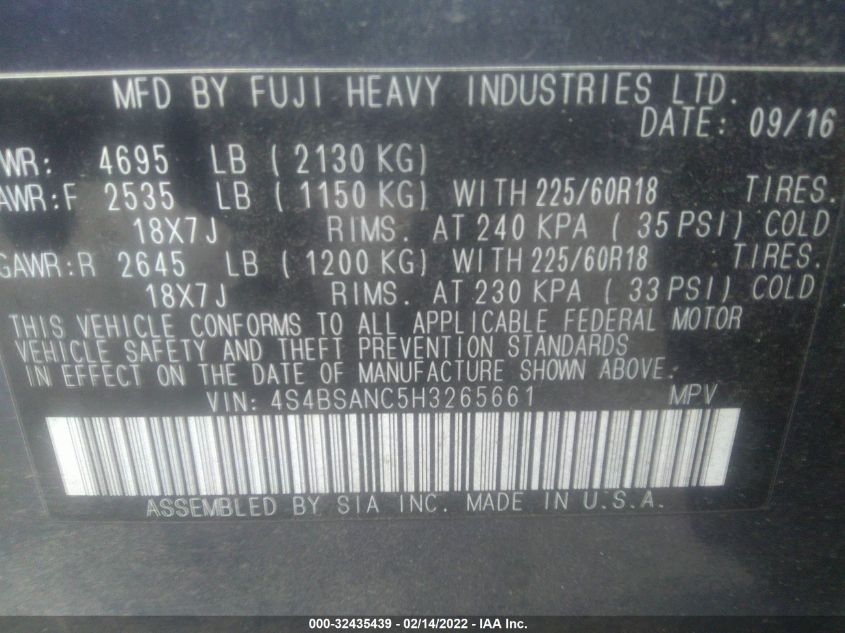 MFD BY FUJI HEAVY INDUSTRIES LTD.
DATE: 09/16
WR: 4695 LB ( 2130 KG)
AWR:F 2535 LB ( 1150 KG) WITH 225/60R18 TIRES.
18X7J RIMS. AT 240 KPA ( 35 PSI) COLD
GAWR:R 2645 LB ( 1200 KG) WITH 225/60R18 TIRES.
18X7J RIMS. AT 230 KPA ( 33 PSI) COLD
THIS VEHICLE CONFORMS TO ALL APPLICABLE FEDERAL MOTOR
VEHICLE SAFETY AND THEFT PREVENTION STANDARDS
IN EFFECT ON THE DATE OF MANUFACTURE SHOWN ABOVE.
VIN: 4S4BSANC5H3265661 MPV
ASSEMBLED BY SIA INC. MADE IN U.S.A.
000-32435439 - 02/14/2022 - IAA Inc.